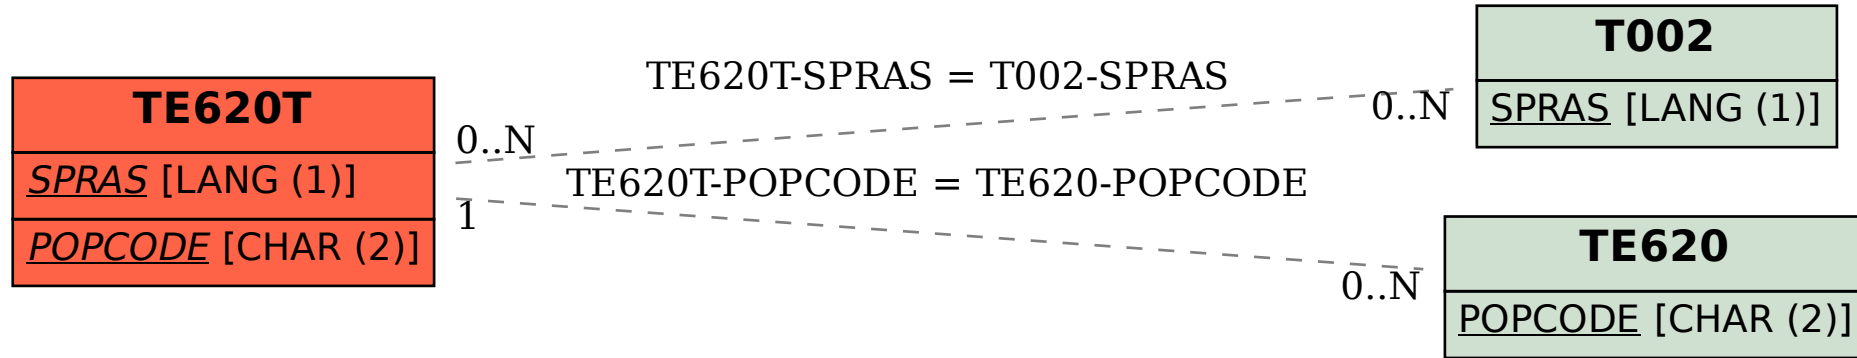 TE620T
SPRAS [LANG (1)]
POPCODE [CHAR (2)]
TE620T-SPRAS = T002-SPRAS
0..N
0..N
TE620T-POPCODE = TE620-POPCODE
1
0..N
T002
SPRAS [LANG (1)]
TE620
POPCODE [CHAR (2)]